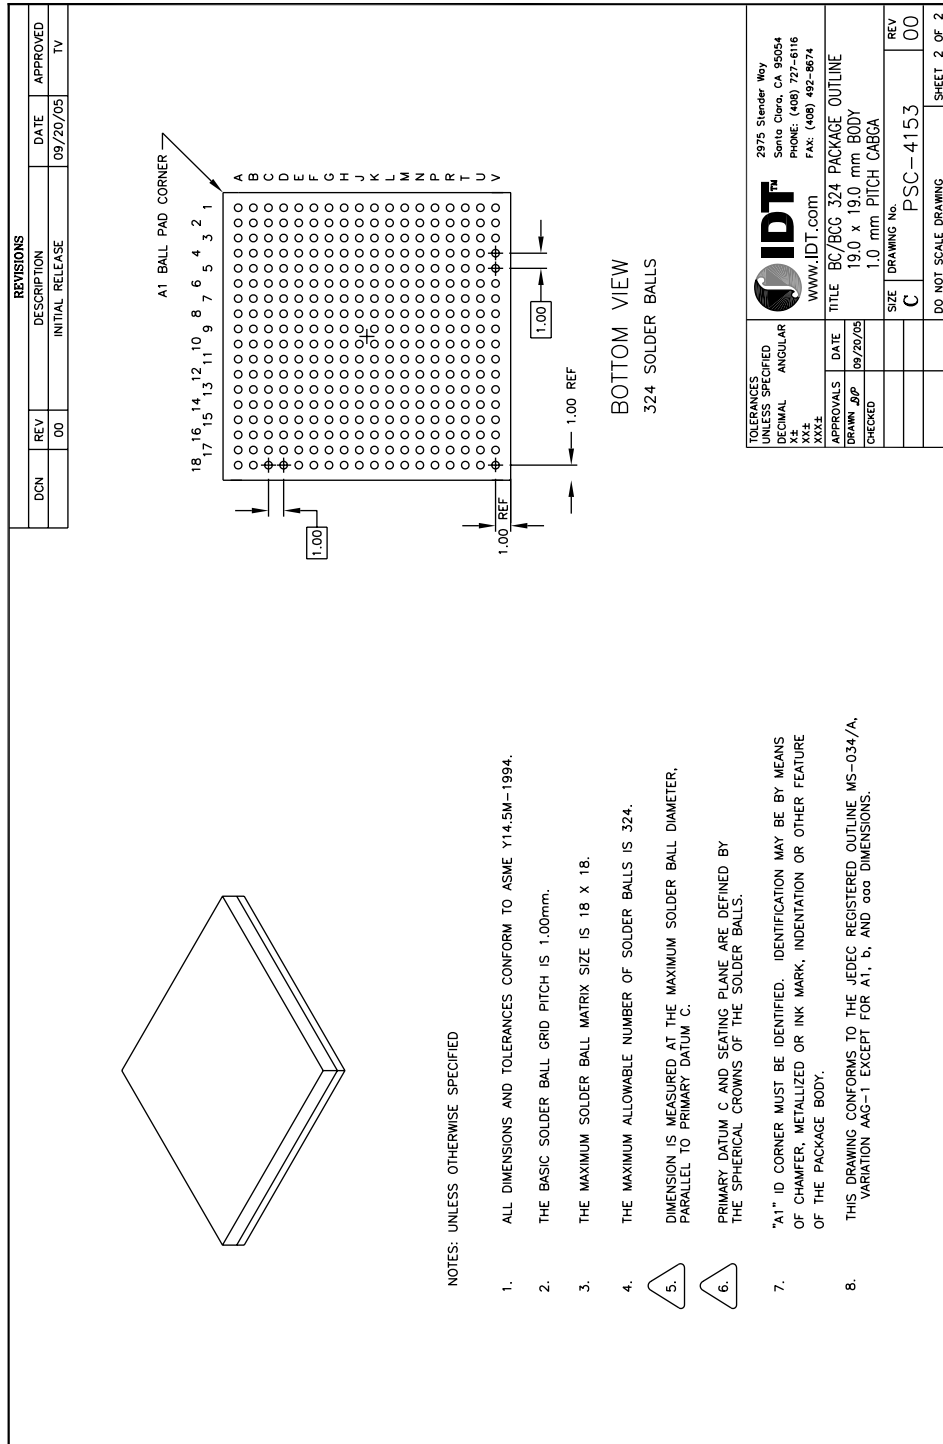 REVISIONS
DCN REV DESCRIPTION DATE APPROVED
00 INITIAL RELEASE 09/20/05 TV
A1 BALL PAD CORNER
18 17 16 15 14 13 12 11 10 9 8 7 6 5 4 3 2 1
A
B
C
D
E
F
G
H
J
K
L
M
N
P
R
T
U
V
1.00
1.00 REF
1.00
1.00 REF
BOTTOM VIEW
324 SOLDER BALLS
NOTES: UNLESS OTHERWISE SPECIFIED
1. ALL DIMENSIONS AND TOLERANCES CONFORM TO ASME Y14.5M-1994.
2. THE BASIC SOLDER BALL GRID PITCH IS 1.00mm.
3. THE MAXIMUM SOLDER BALL MATRIX SIZE IS 18 X 18.
4. THE MAXIMUM ALLOWABLE NUMBER OF SOLDER BALLS IS 324.
5. DIMENSION IS MEASURED AT THE MAXIMUM SOLDER BALL DIAMETER,
PARALLEL TO PRIMARY DATUM C.
6. PRIMARY DATUM C AND SEATING PLANE ARE DEFINED BY
THE SPHERICAL CROWNS OF THE SOLDER BALLS.
7. "A1" ID CORNER MUST BE IDENTIFIED. IDENTIFICATION MAY BE BY MEANS
OF CHAMFER, METALLIZED OR INK MARK, INDENTATION OR OTHER FEATURE
OF THE PACKAGE BODY.
8. THIS DRAWING CONFORMS TO THE JEDEC REGISTERED OUTLINE MS-034/A,
VARIATION AAG-1 EXCEPT FOR A1, b, AND aaa DIMENSIONS.
TOLERANCES
UNLESS SPECIFIED
DECIMAL ANGULAR
X±
XX±
XXX±
APPROVALS DATE
DRAWN 09/20/05
CHECKED
IDT™
www.IDT.com
2975 Stender Way
Santa Clara, CA 95054
PHONE: (408) 727-6116
FAX: (408) 492-8674
TITLE BC/BCG 324 PACKAGE OUTLINE
19.0 x 19.0 mm BODY
1.0 mm PITCH CABGA
SIZE DRAWING No. REV
C PSC-4153 00
DO NOT SCALE DRAWING SHEET 2 OF 2